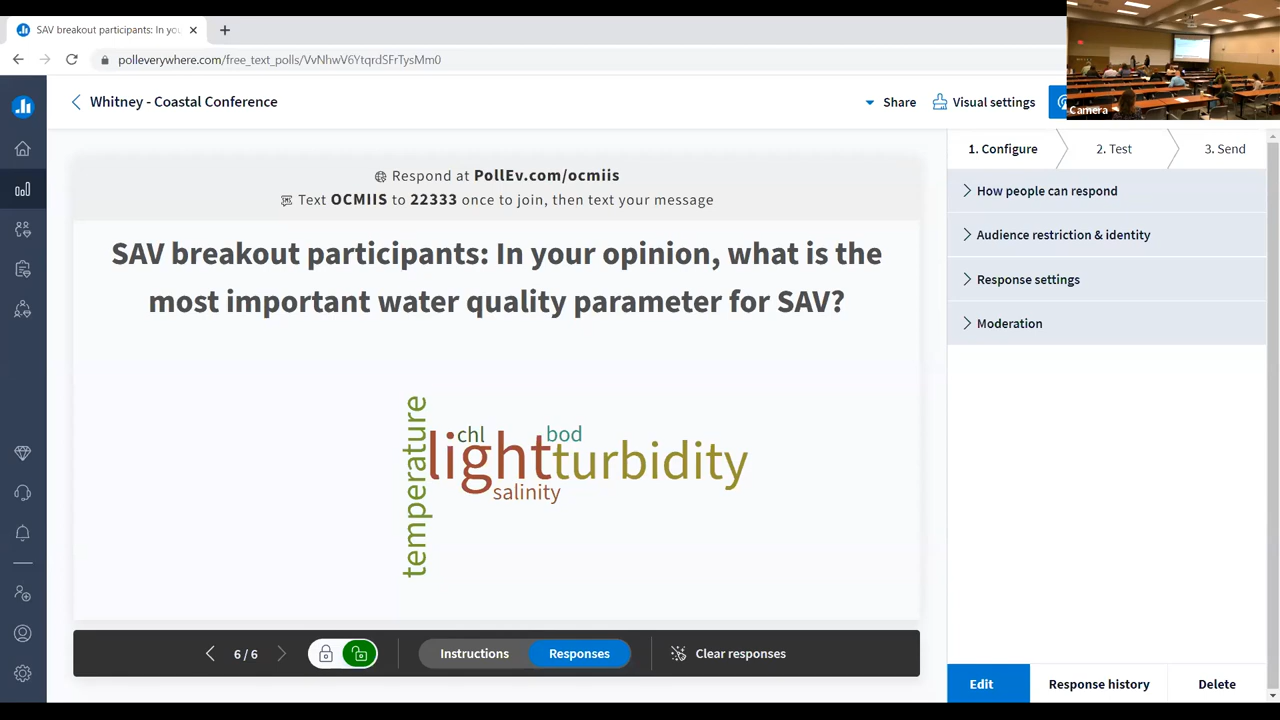 SAV breakout participants: In yo
polleverywhere.com/free_text_polls/VvNhwV6YtqrdSFrTysMm0
Camera
Whitney - Coastal Conference
Share
Visual settings
1. Configure
2. Test
3. Send
Respond at PollEv.com/ocmiis
Text OCMIIS to 22333 once to join, then text your message
How people can respond
Audience restriction & identity
Response settings
Moderation
SAV breakout participants: In your opinion, what is the
most important water quality parameter for SAV?
temperature
chl
bod
light
turbidity
salinity
6 / 6
Instructions
Responses
Clear responses
Edit
Response history
Delete